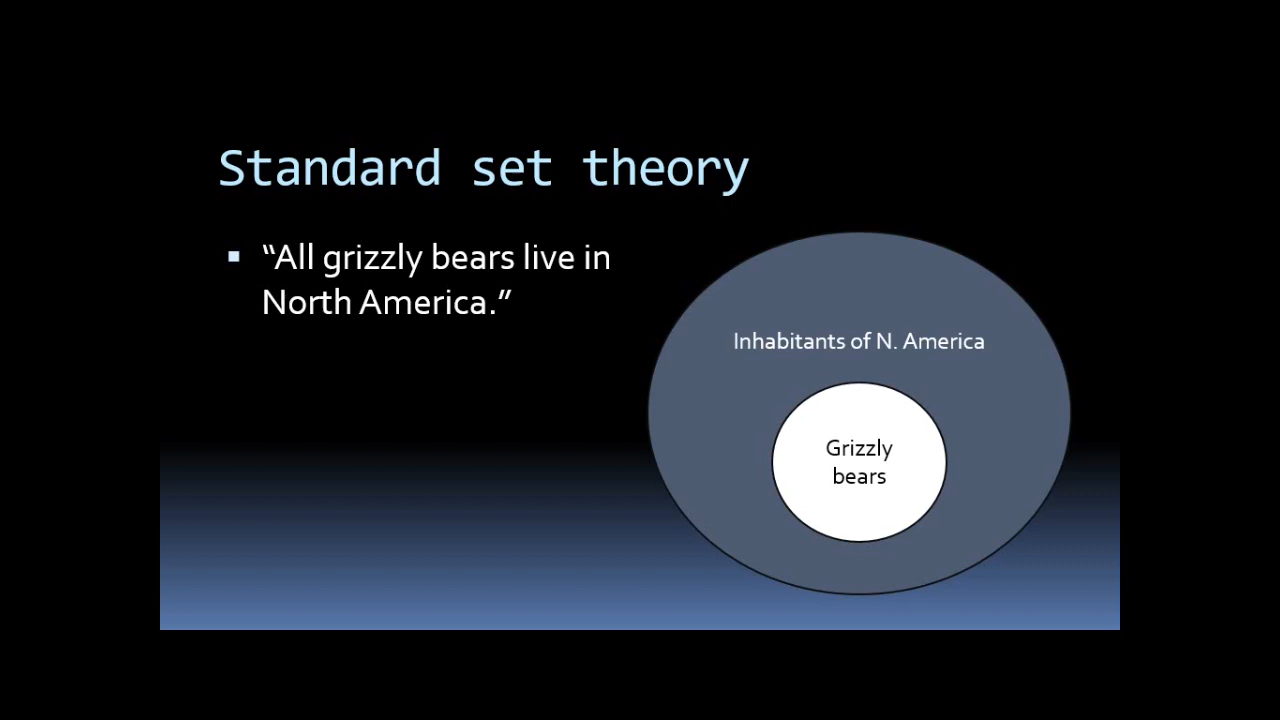 Standard set theory
“All grizzly bears live in
North America.”
Inhabitants of N. America
Grizzly
bears